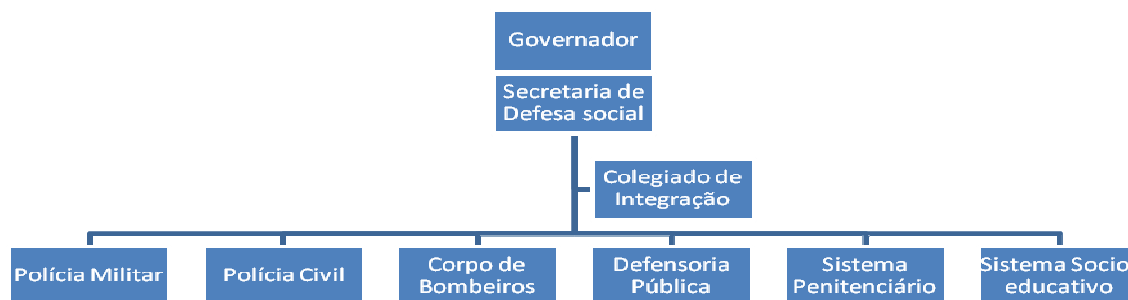 Governador
Secretaria de
Defesa social
Colegiado de
Integração
Polícia Militar
Polícia Civil
Corpo de
Bombeiros
Defensoria
Pública
Sistema
Penitenciário
Sistema Socio
educativo